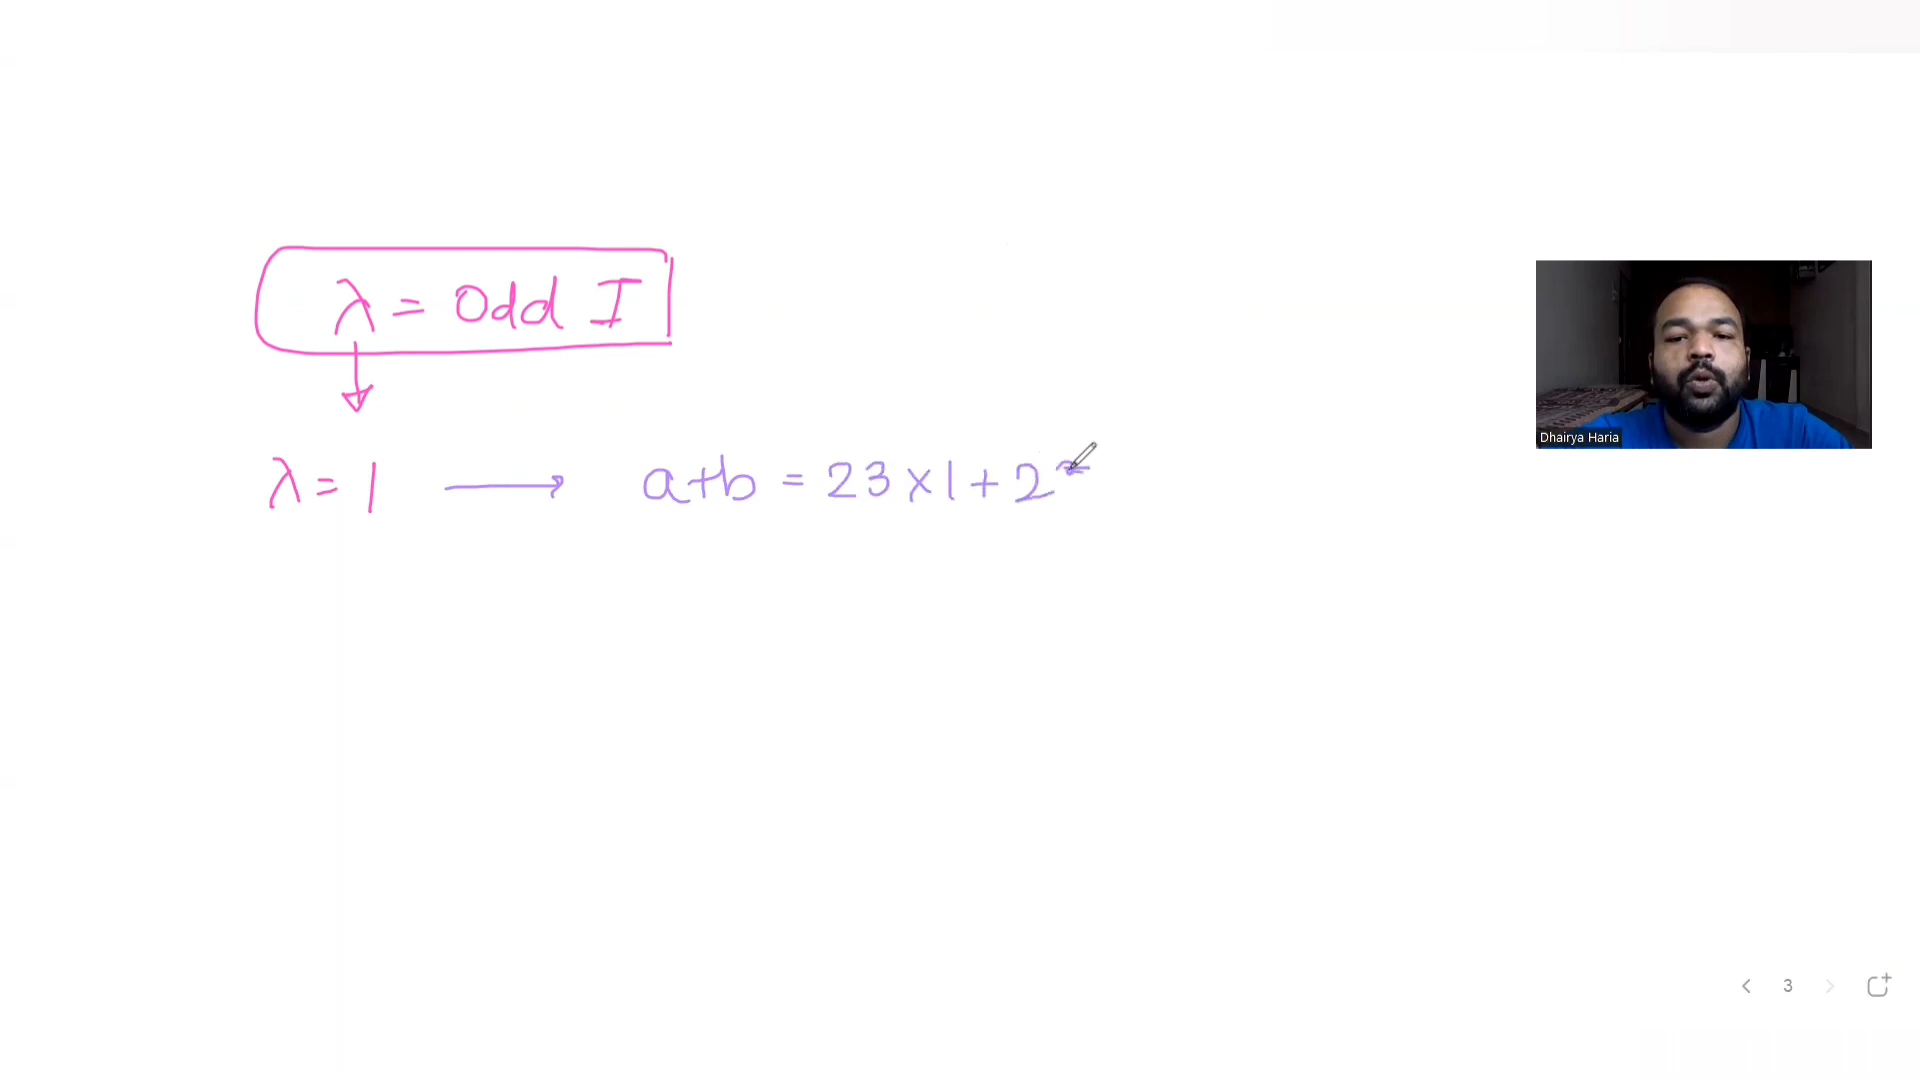 λ = Odd I
λ = 1 → a+b = 23×1+2
Dhairya Haria
3